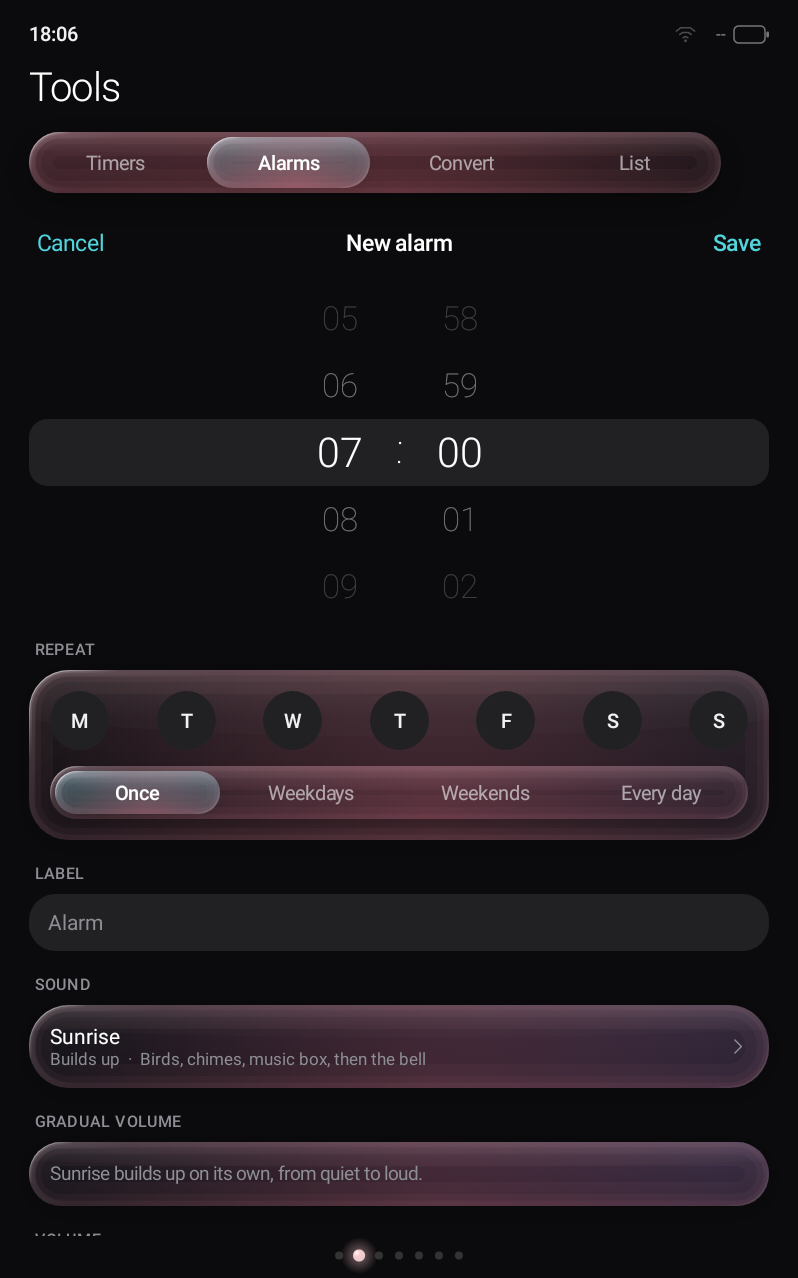 18:06
--
Tools
Timers Alarms Convert List
Cancel New alarm Save
05 58
06 59
07 : 00
08 01
09 02
REPEAT
M T W T F S S
Once Weekdays Weekends Every day
LABEL
Alarm
SOUND
Sunrise
Builds up · Birds, chimes, music box, then the bell
GRADUAL VOLUME
Sunrise builds up on its own, from quiet to loud.
VOLUME